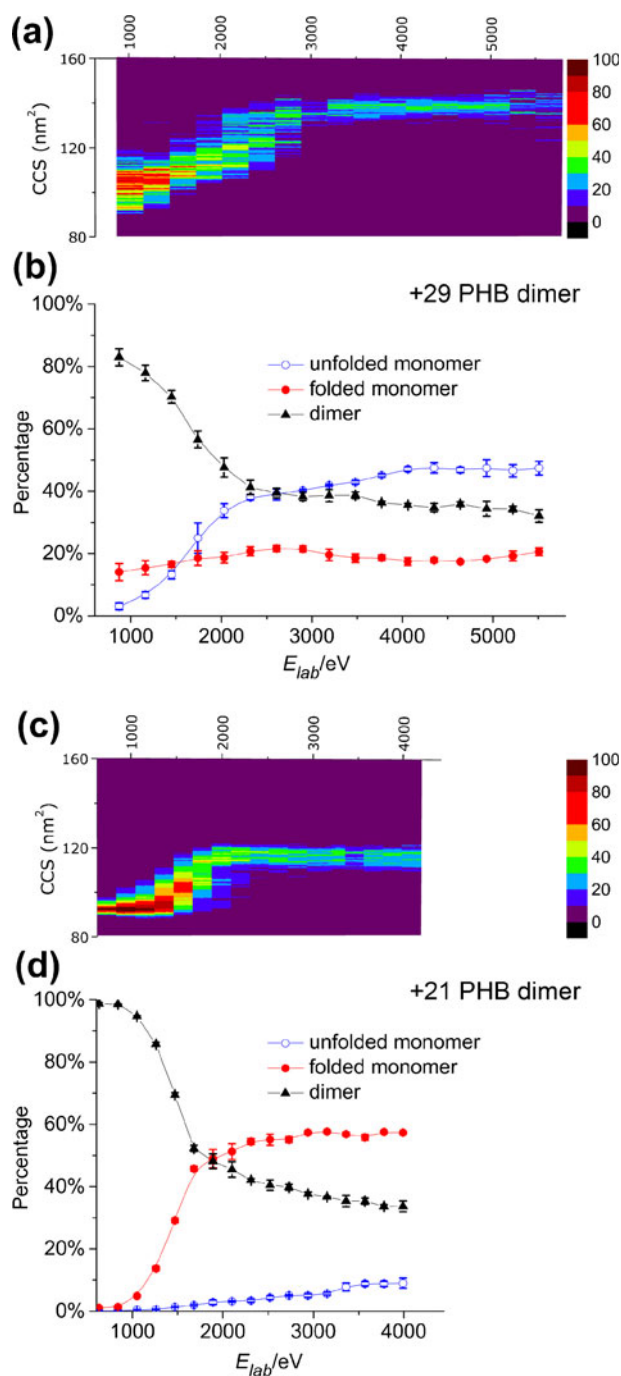 (a)
1000 2000 3000 4000 5000
160
120
80
CCS (nm²)
100
80
60
40
20
0
(b)
+29 PHB dimer
100%
80%
60%
40%
20%
0%
Percentage
unfolded monomer
folded monomer
dimer
1000 2000 3000 4000 5000
E_lab/eV
(c)
1000 2000 3000 4000
160
120
80
CCS (nm²)
100
80
60
40
20
0
(d)
+21 PHB dimer
100%
80%
60%
40%
20%
0%
Percentage
unfolded monomer
folded monomer
dimer
1000 2000 3000 4000
E_lab/eV